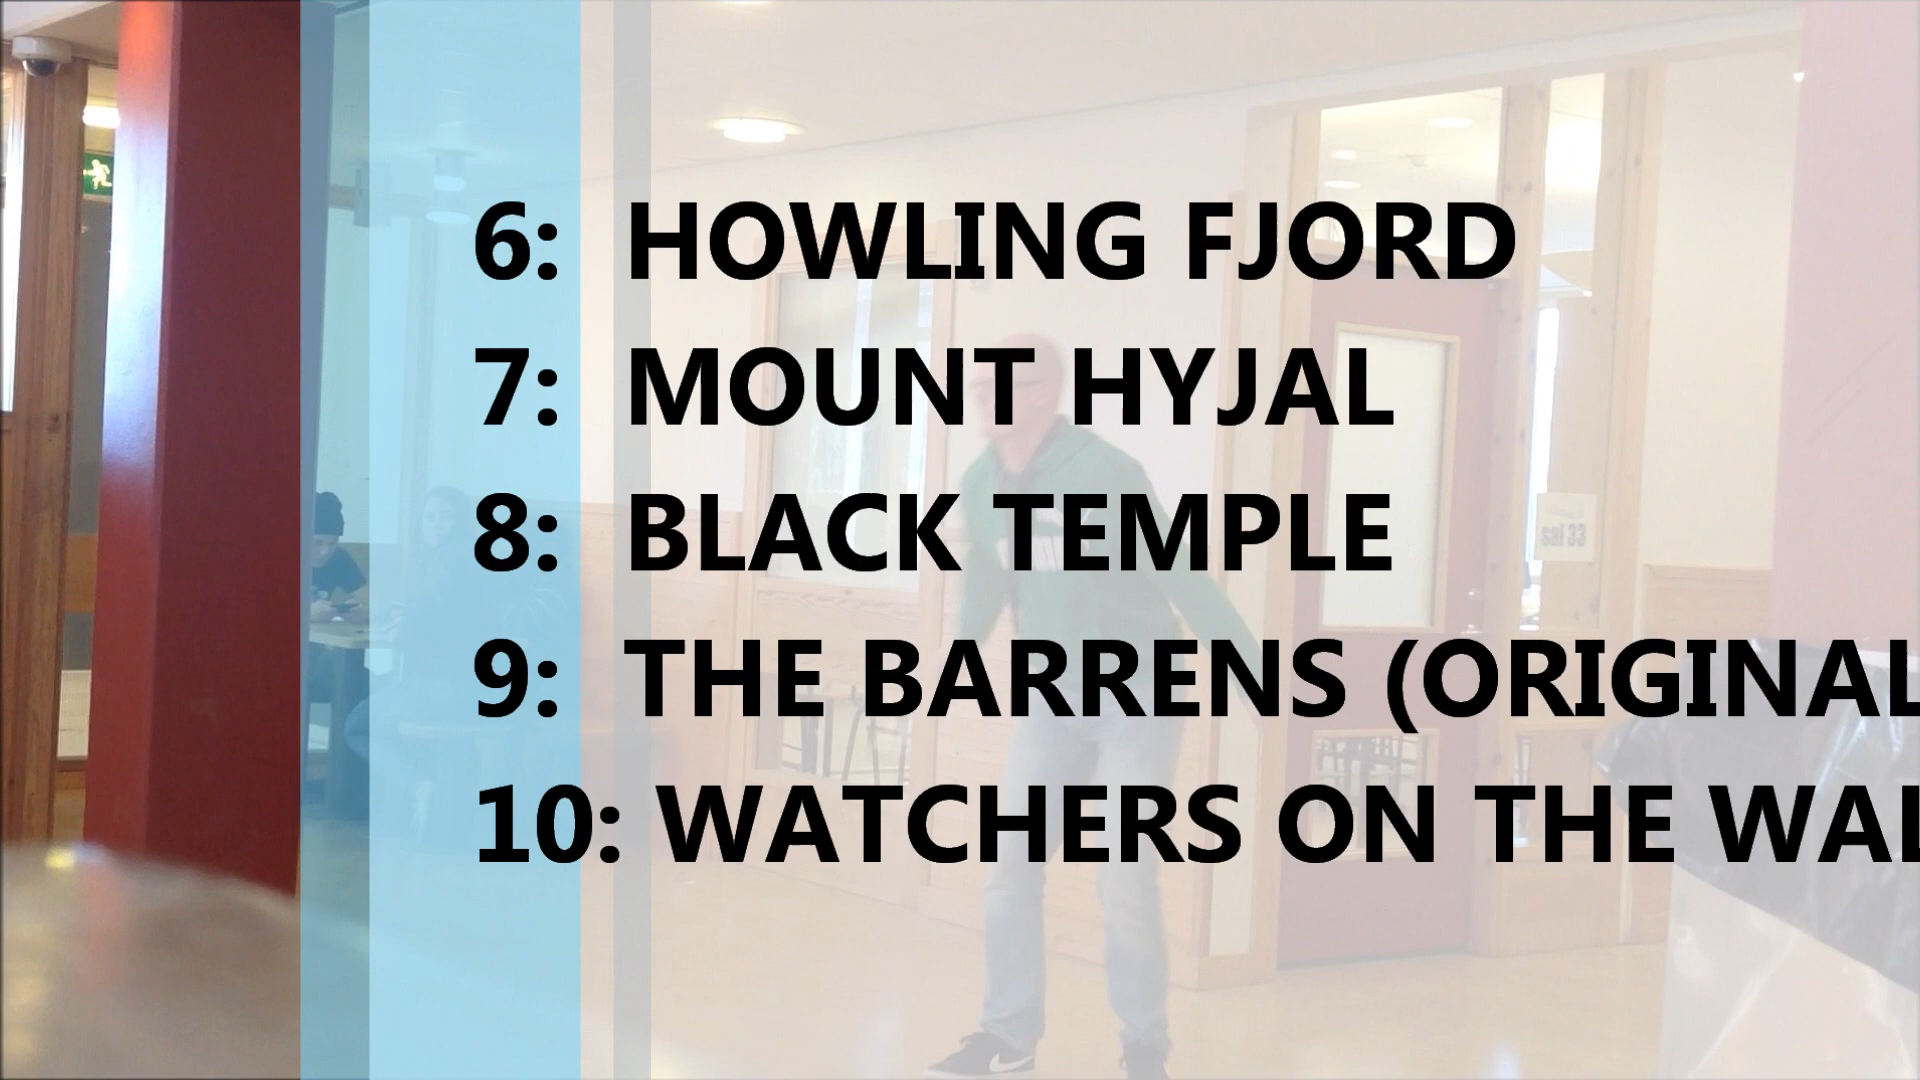 6: HOWLING FJORD
7: MOUNT HYJAL
8: BLACK TEMPLE
9: THE BARRENS (ORIGINAL
10: WATCHERS ON THE WAL
sal 33